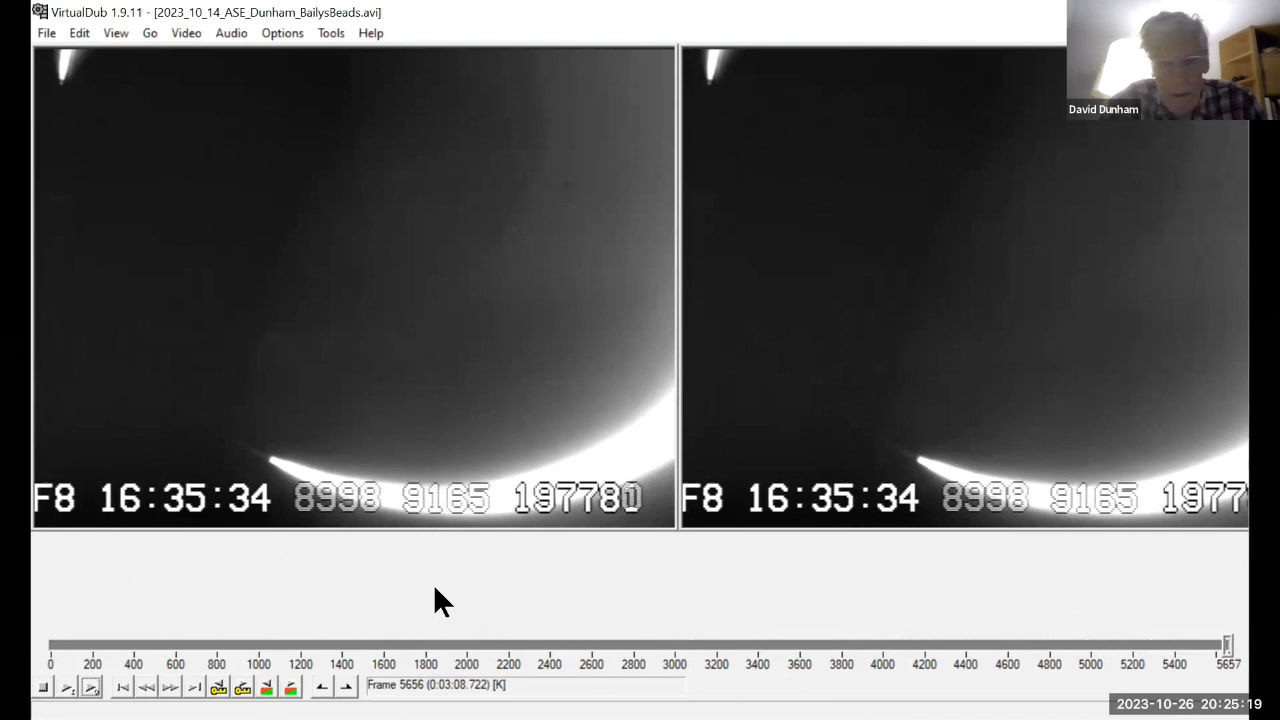 VirtualDub 1.9.11 - [2023_10_14_ASE_Dunham_BailysBeads.avi]
File Edit View Go Video Audio Options Tools Help
David Dunham
F8 16:35:34 8998 9165 197780
F8 16:35:34 8998 9165 1977
0 200 400 600 800 1000 1200 1400 1600 1800 2000 2200 2400 2600 2800 3000 3200 3400 3600 3800 4000 4200 4400 4600 4800 5000 5200 5400 5657
Frame 5656 (0:03:08.722) [K]
2023-10-26 20:25:19